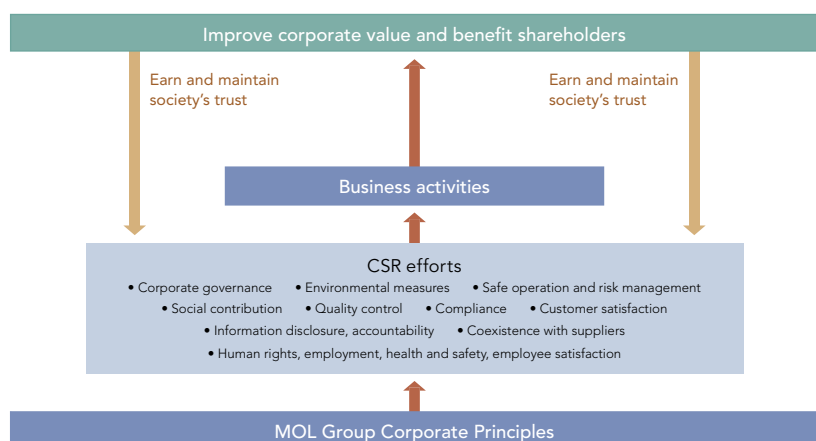 Improve corporate value and benefit shareholders
Earn and maintain
society's trust
Earn and maintain
society's trust
Business activities
CSR efforts
• Corporate governance • Environmental measures • Safe operation and risk management
• Social contribution • Quality control • Compliance • Customer satisfaction
• Information disclosure, accountability • Coexistence with suppliers
• Human rights, employment, health and safety, employee satisfaction
MOL Group Corporate Principles